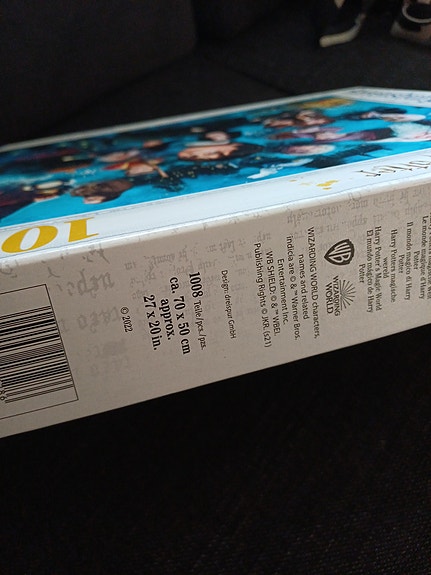 10
Le monde magique d'Harry
Potter
Il mondo magico di Harry
Potter
Harry Potters magische
wereld
Harry Potter's Magic World
El mundo mágico de Harry
Potter
WB
WIZARDING
WORLD
WIZARDING WORLD characters,
names and related
indicia are © & ™ Warner Bros.
Entertainment Inc.
WB SHIELD: © & ™ WBEI.
Publishing Rights © JKR. (s21)
Design: dreispur GmbH
1008 Teile/pcs./pzs.
ca. 70 x 50 cm
approx.
27 x 20 in.
© 2022